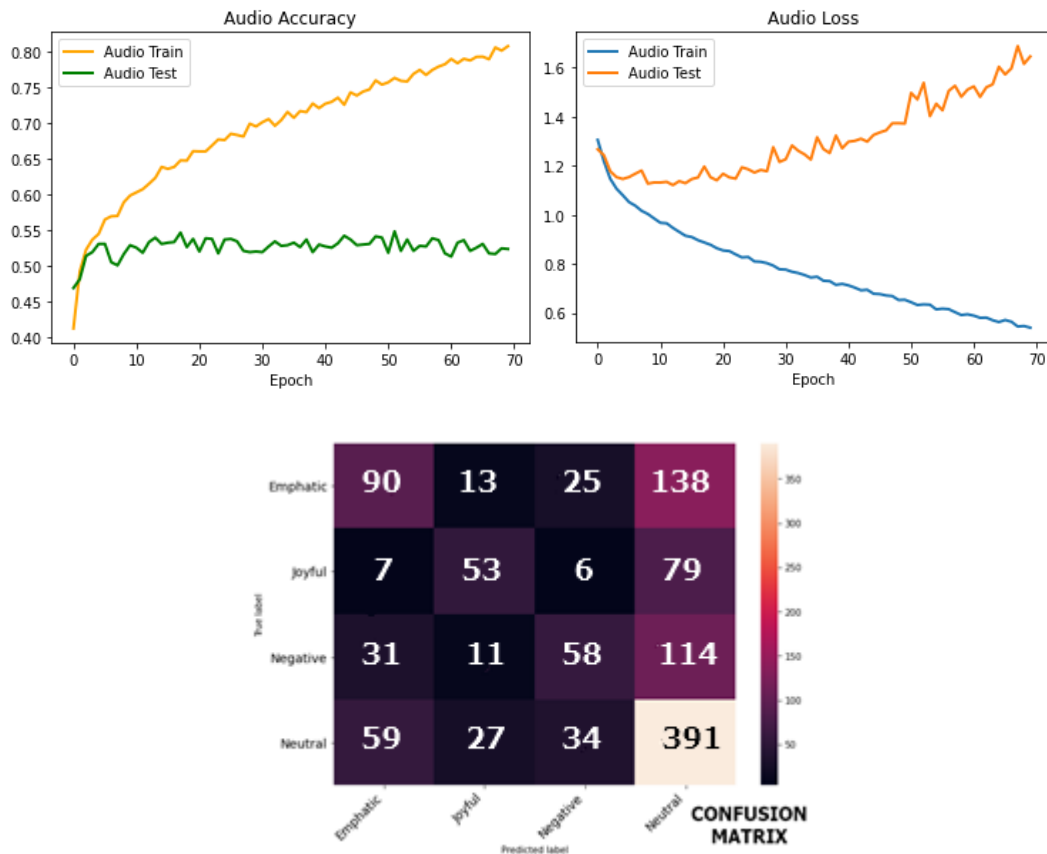 Audio Accuracy
Audio Train
Audio Test
0.80
0.75
0.70
0.65
0.60
0.55
0.50
0.45
0.40
0 10 20 30 40 50 60 70
Epoch
Audio Loss
Audio Train
Audio Test
1.6
1.4
1.2
1.0
0.8
0.6
0 10 20 30 40 50 60 70
Epoch
True label
Emphatic 90 13 25 138
Joyful 7 53 6 79
Negative 31 11 58 114
Neutral 59 27 34 391
Emphatic Joyful Negative Neutral
Predicted label
350
300
250
200
150
100
50
CONFUSION
MATRIX